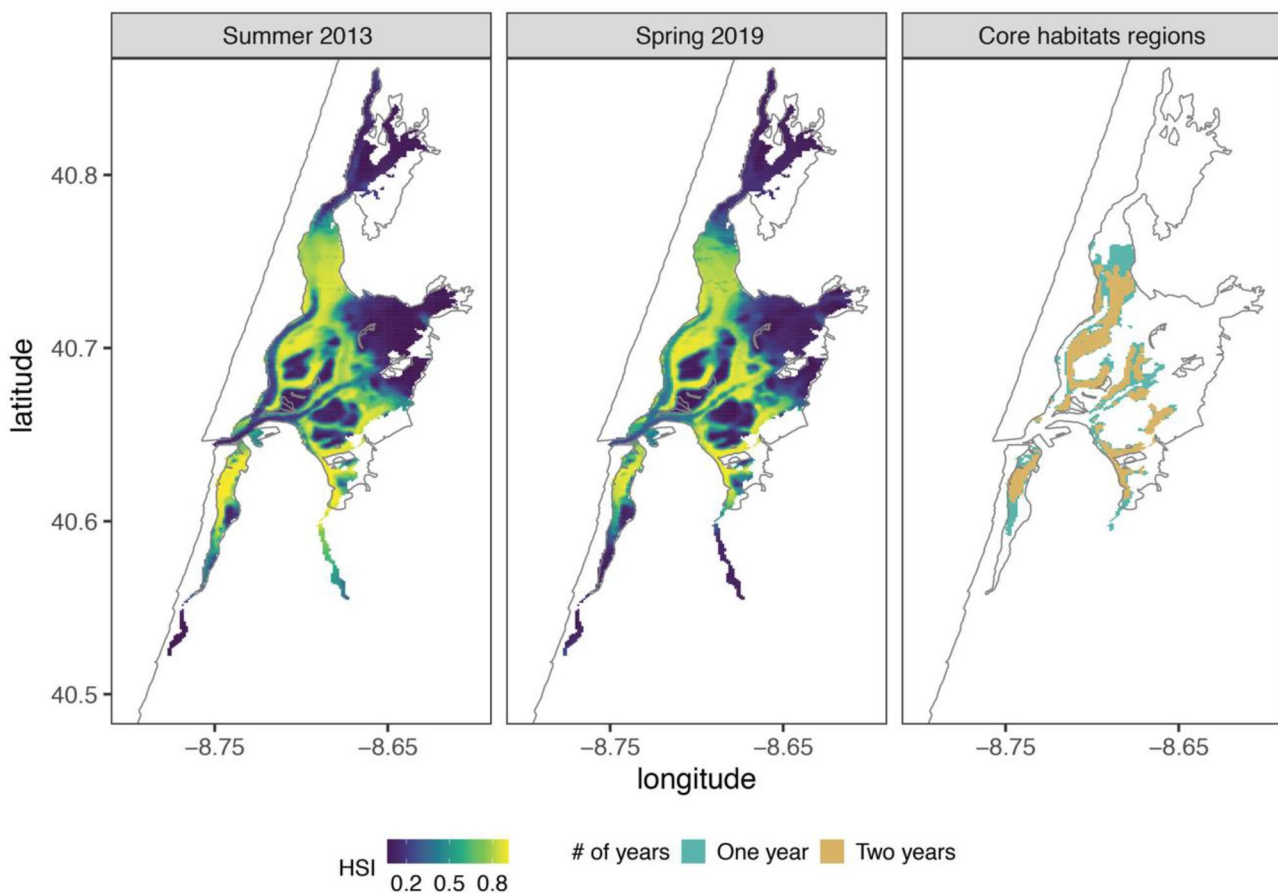 Summer 2013
Spring 2019
Core habitats regions
latitude
40.8
40.7
40.6
40.5
−8.75 −8.65
−8.75 −8.65
−8.75 −8.65
longitude
HSI
0.2 0.5 0.8
# of years One year Two years